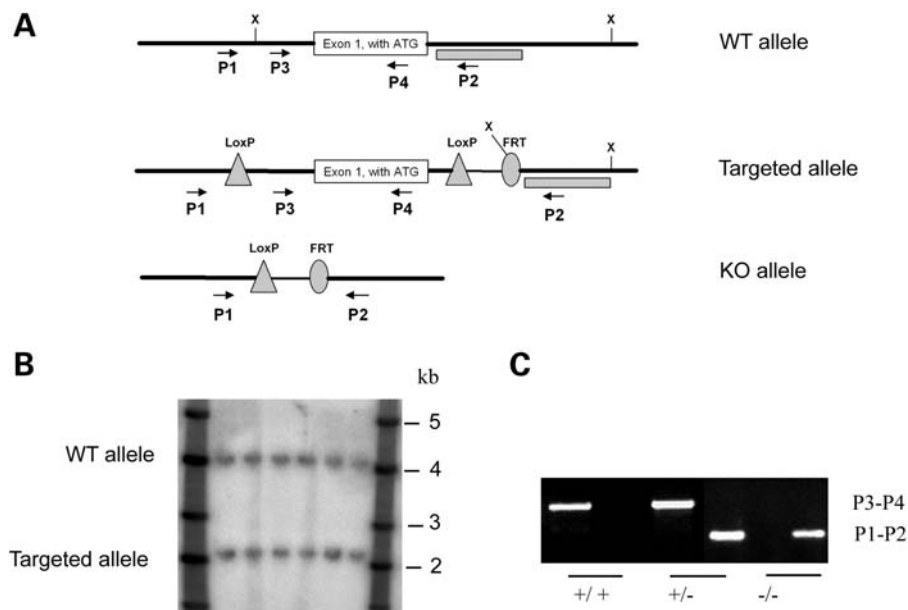 A
X X
Exon 1, with ATG
WT allele
P1 P3 P4 P2
LoxP LoxP X FRT X
Exon 1, with ATG
Targeted allele
P1 P3 P4 P2
LoxP FRT
KO allele
P1 P2
B
kb
WT allele
– 5
– 4
– 3
Targeted allele
– 2
C
P3-P4
P1-P2
+/+ +/- -/-